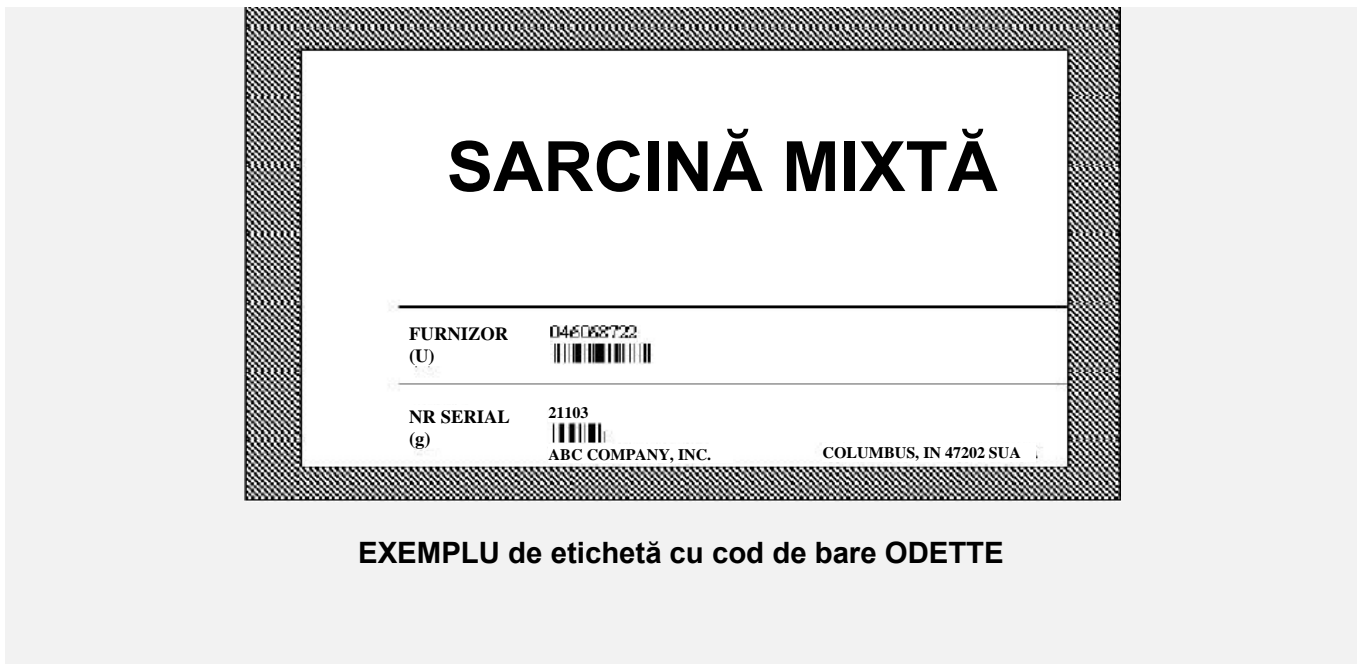 SARCINĂ MIXTĂ
FURNIZOR 046068722
(U)
NR SERIAL 21103
(g)
ABC COMPANY, INC. COLUMBUS, IN 47202 SUA
EXEMPLU de etichetă cu cod de bare ODETTE